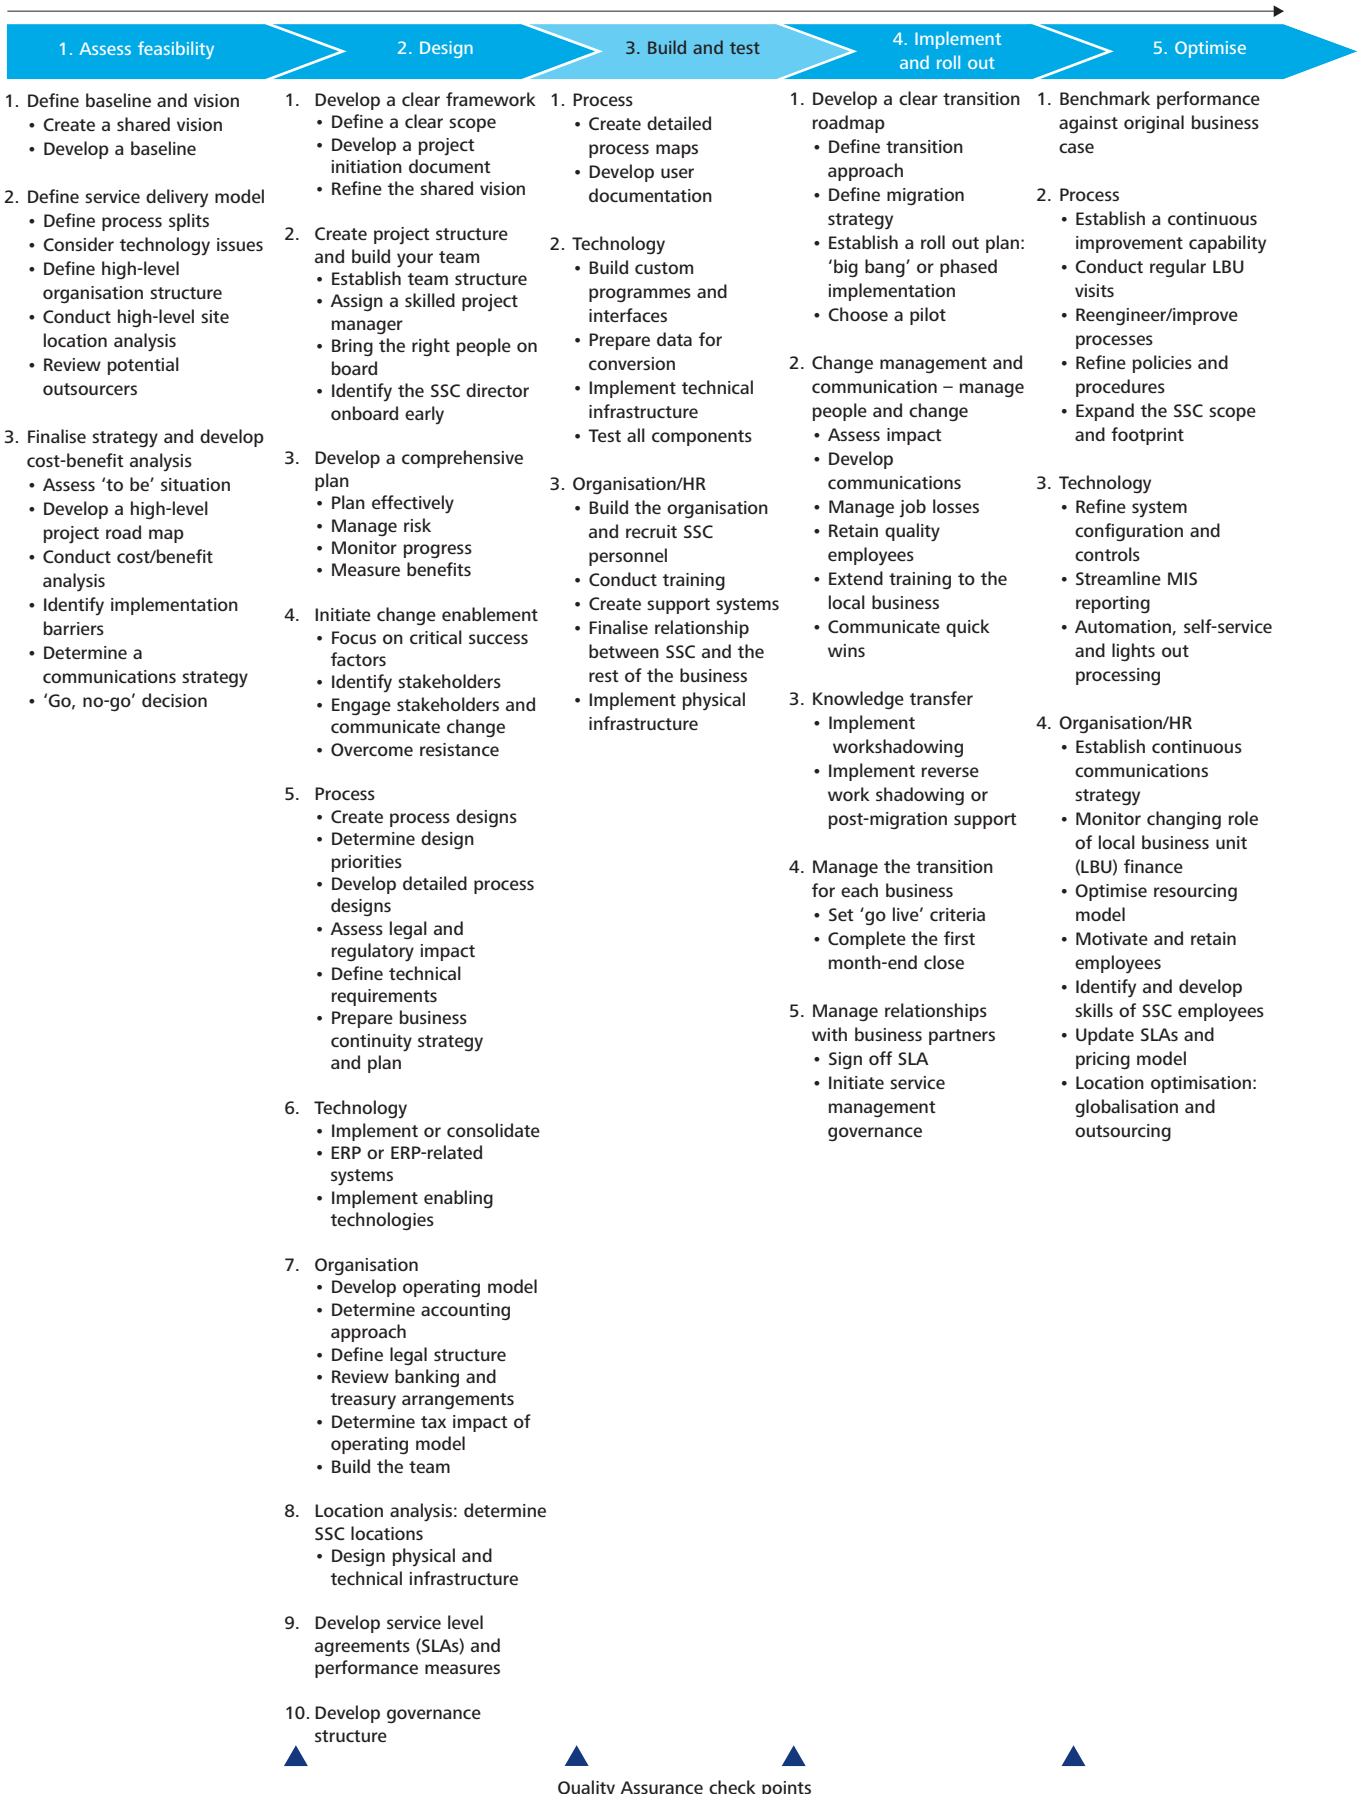 1. Assess feasibility
2. Design
3. Build and test
4. Implement
and roll out
5. Optimise
1. Define baseline and vision
• Create a shared vision
• Develop a baseline
2. Define service delivery model
• Define process splits
• Consider technology issues
• Define high-level
organisation structure
• Conduct high-level site
location analysis
• Review potential
outsourcers
3. Finalise strategy and develop
cost-benefit analysis
• Assess ‘to be’ situation
• Develop a high-level
project road map
• Conduct cost/benefit
analysis
• Identify implementation
barriers
• Determine a
communications strategy
• ‘Go, no-go’ decision
1. Develop a clear framework
• Define a clear scope
• Develop a project
initiation document
• Refine the shared vision
2. Create project structure
and build your team
• Establish team structure
• Assign a skilled project
manager
• Bring the right people on
board
• Identify the SSC director
onboard early
3. Develop a comprehensive
plan
• Plan effectively
• Manage risk
• Monitor progress
• Measure benefits
4. Initiate change enablement
• Focus on critical success
factors
• Identify stakeholders
• Engage stakeholders and
communicate change
• Overcome resistance
5. Process
• Create process designs
• Determine design
priorities
• Develop detailed process
designs
• Assess legal and
regulatory impact
• Define technical
requirements
• Prepare business
continuity strategy
and plan
6. Technology
• Implement or consolidate
• ERP or ERP-related
systems
• Implement enabling
technologies
7. Organisation
• Develop operating model
• Determine accounting
approach
• Define legal structure
• Review banking and
treasury arrangements
• Determine tax impact of
operating model
• Build the team
8. Location analysis: determine
SSC locations
• Design physical and
technical infrastructure
9. Develop service level
agreements (SLAs) and
performance measures
10. Develop governance
structure
1. Process
• Create detailed
process maps
• Develop user
documentation
2. Technology
• Build custom
programmes and
interfaces
• Prepare data for
conversion
• Implement technical
infrastructure
• Test all components
3. Organisation/HR
• Build the organisation
and recruit SSC
personnel
• Conduct training
• Create support systems
• Finalise relationship
between SSC and the
rest of the business
• Implement physical
infrastructure
1. Develop a clear transition
roadmap
• Define transition
approach
• Define migration
strategy
• Establish a roll out plan:
‘big bang’ or phased
implementation
• Choose a pilot
2. Change management and
communication – manage
people and change
• Assess impact
• Develop
communications
• Manage job losses
• Retain quality
employees
• Extend training to the
local business
• Communicate quick
wins
3. Knowledge transfer
• Implement
workshadowing
• Implement reverse
work shadowing or
post-migration support
4. Manage the transition
for each business
• Set ‘go live’ criteria
• Complete the first
month-end close
5. Manage relationships
with business partners
• Sign off SLA
• Initiate service
management
governance
1. Benchmark performance
against original business
case
2. Process
• Establish a continuous
improvement capability
• Conduct regular LBU
visits
• Reengineer/improve
processes
• Refine policies and
procedures
• Expand the SSC scope
and footprint
3. Technology
• Refine system
configuration and
controls
• Streamline MIS
reporting
• Automation, self-service
and lights out
processing
4. Organisation/HR
• Establish continuous
communications
strategy
• Monitor changing role
of local business unit
(LBU) finance
• Optimise resourcing
model
• Motivate and retain
employees
• Identify and develop
skills of SSC employees
• Update SLAs and
pricing model
• Location optimisation:
globalisation and
outsourcing
Quality Assurance check points